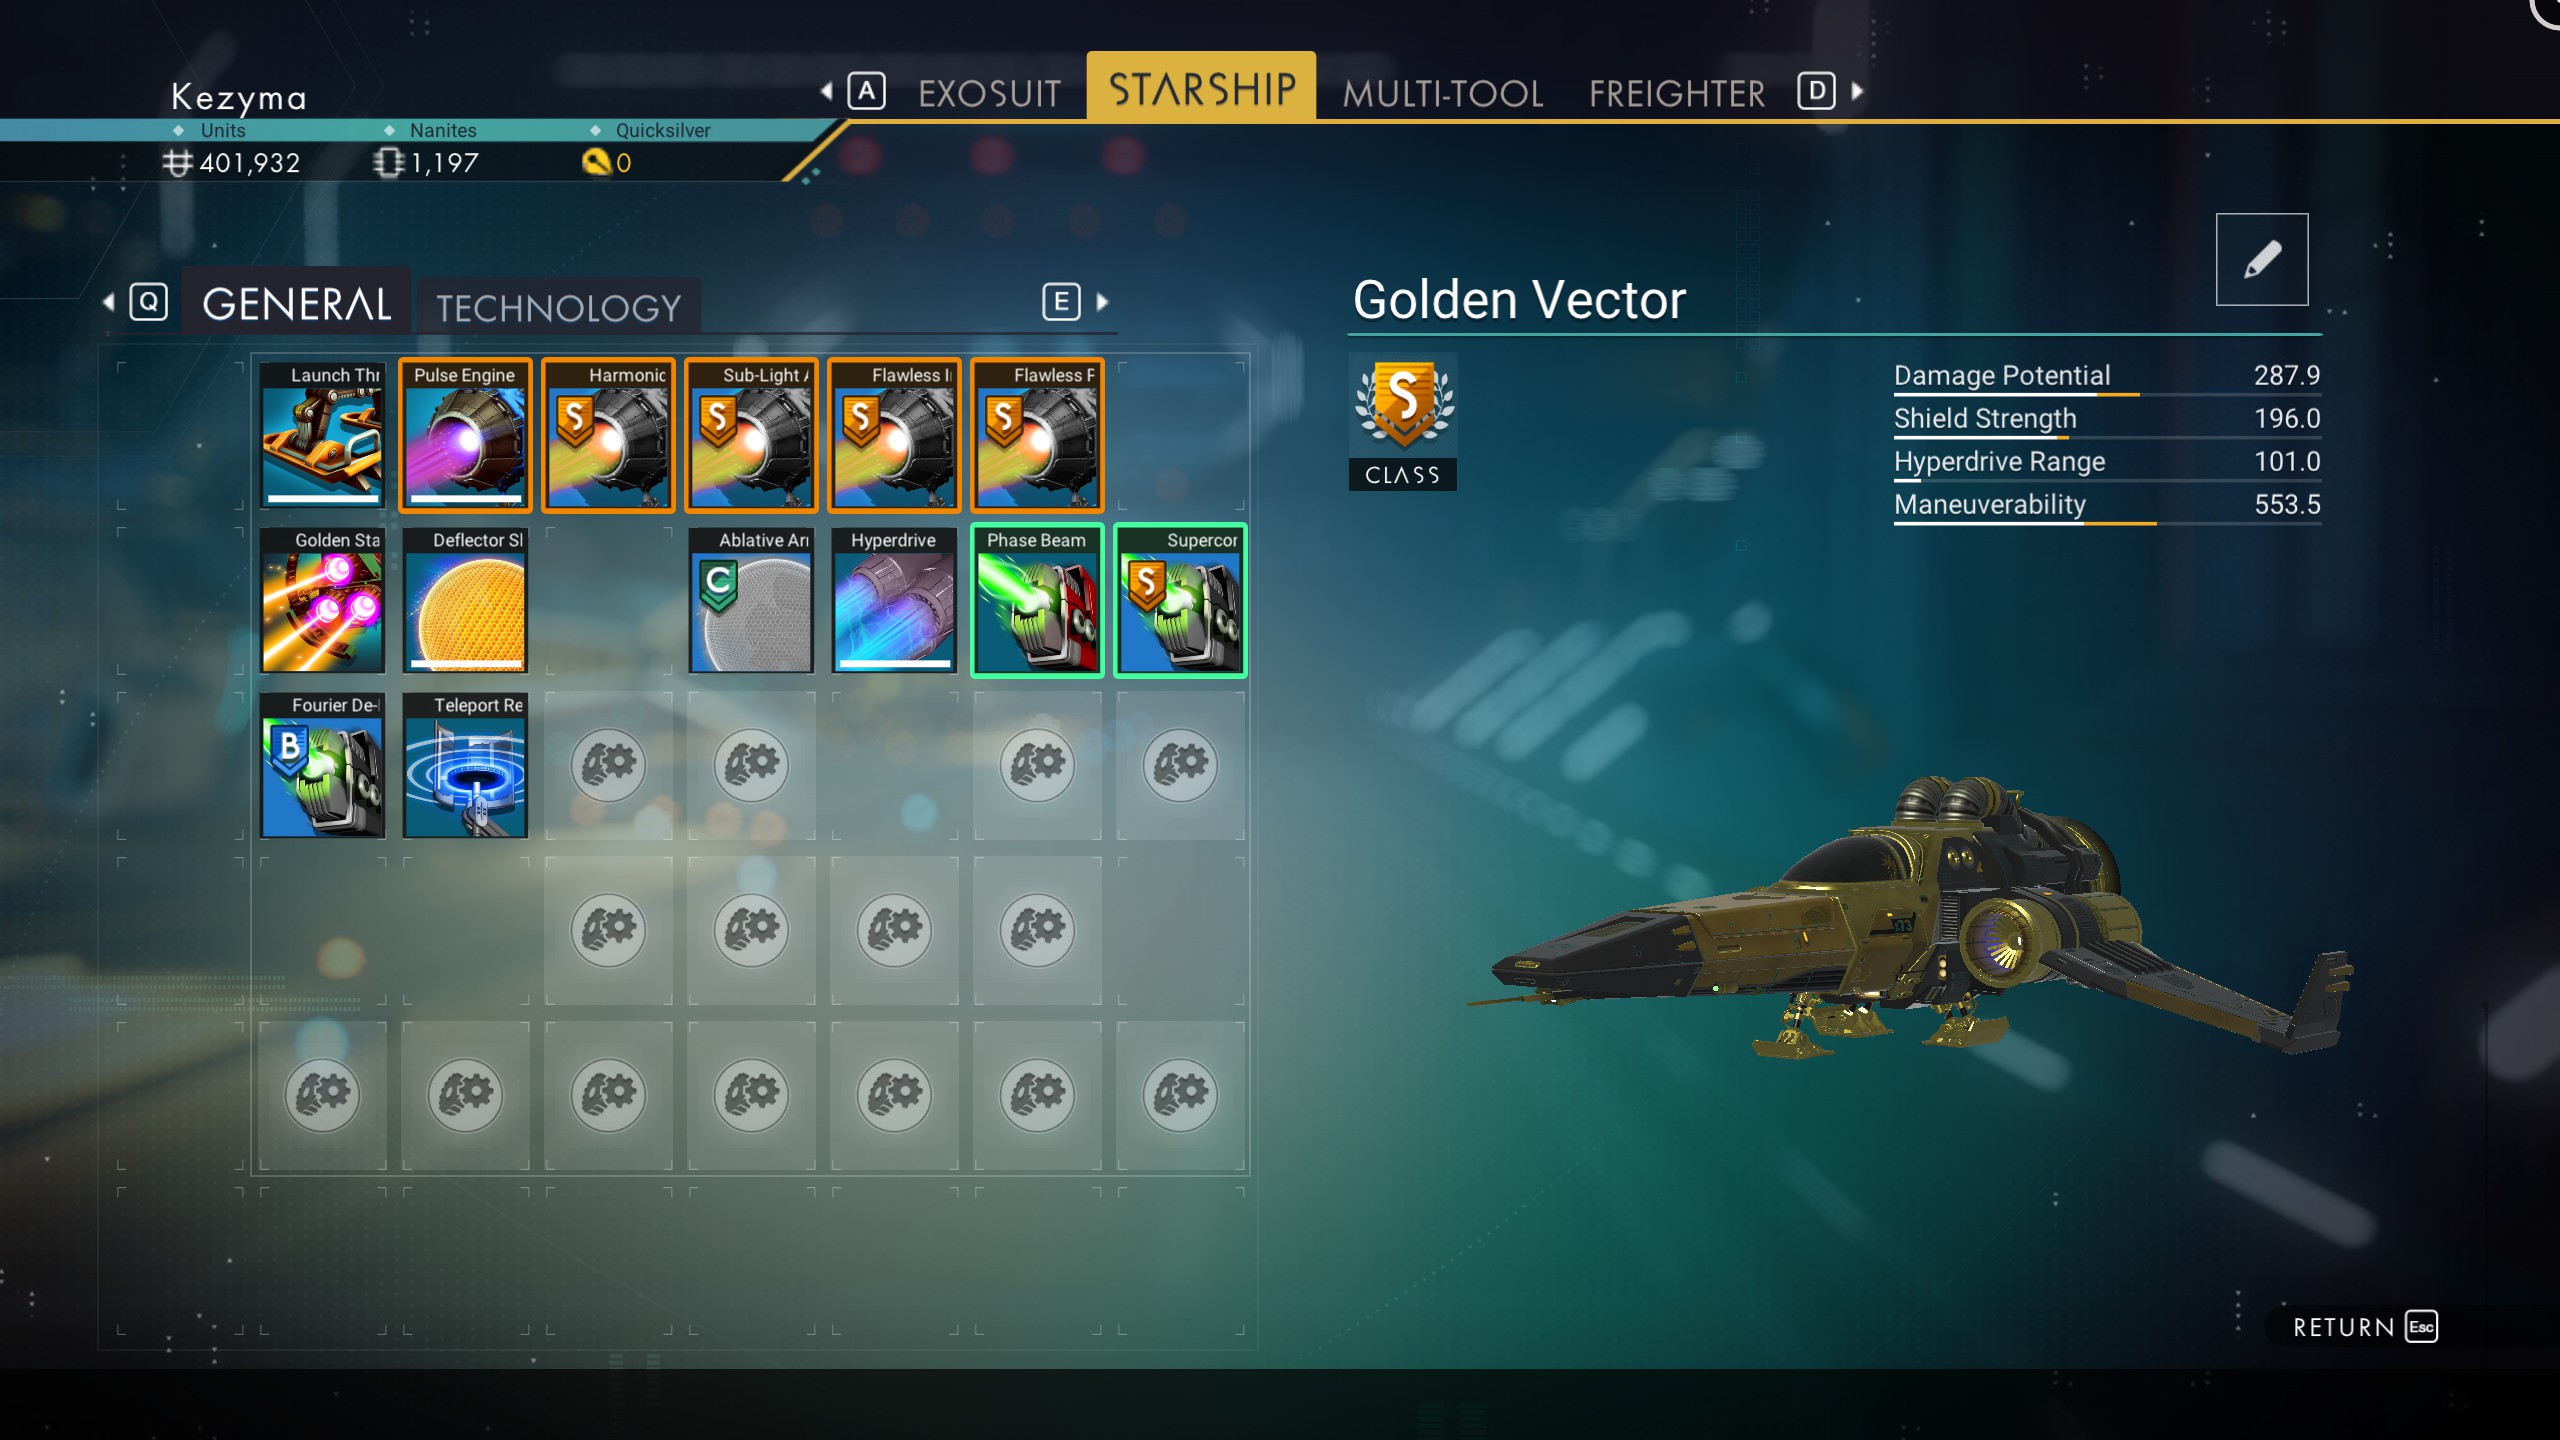 Kezyma
A EXOSUIT STARSHIP MULTI-TOOL FREIGHTER D
Units Nanites Quicksilver
401,932 1,197 0
Q GENERAL TECHNOLOGY E
Golden Vector
Launch Thr Pulse Engine Harmonic Sub-Light Flawless Flawless
S S S S
S
CLASS
Damage Potential 287.9
Shield Strength 196.0
Hyperdrive Range 101.0
Maneuverability 553.5
Golden Sta Deflector Sl Ablative Hyperdrive Phase Beam Supercor
C S
Fourier De- Teleport Re
B
K73
RETURN Esc